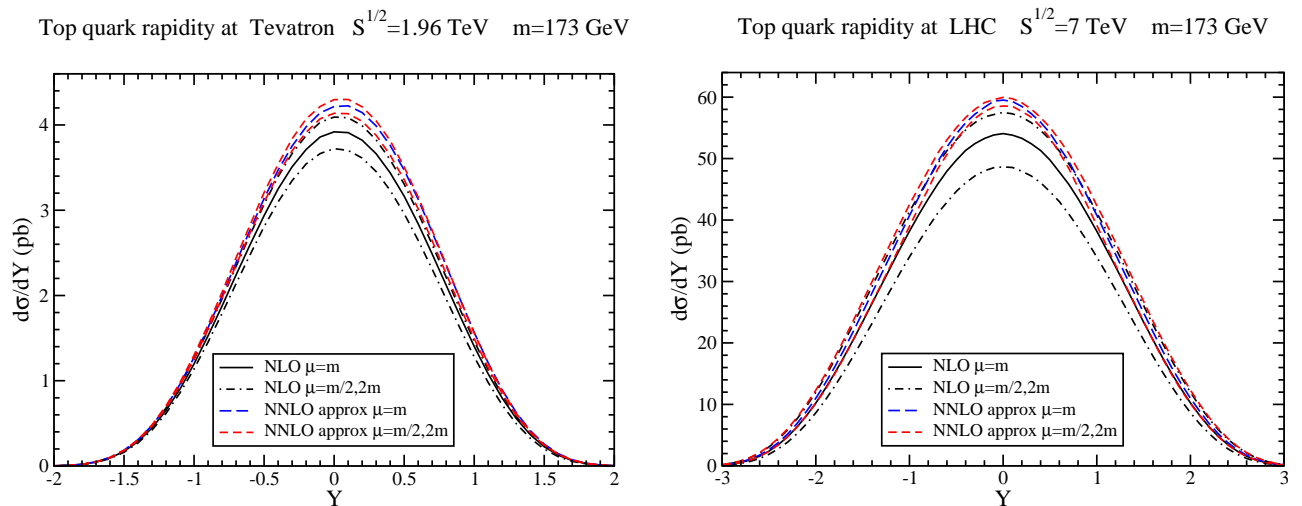 Top quark rapidity at Tevatron S^1/2=1.96 TeV m=173 GeV
4
3
2
1
0
dσ/dY (pb)
NLO μ=m
NLO μ=m/2,2m
NNLO approx μ=m
NNLO approx μ=m/2,2m
-2 -1.5 -1 -0.5 0 0.5 1 1.5 2
Y
Top quark rapidity at LHC S^1/2=7 TeV m=173 GeV
60
50
40
30
20
10
0
dσ/dY (pb)
NLO μ=m
NLO μ=m/2,2m
NNLO approx μ=m
NNLO approx μ=m/2,2m
-3 -2 -1 0 1 2 3
Y